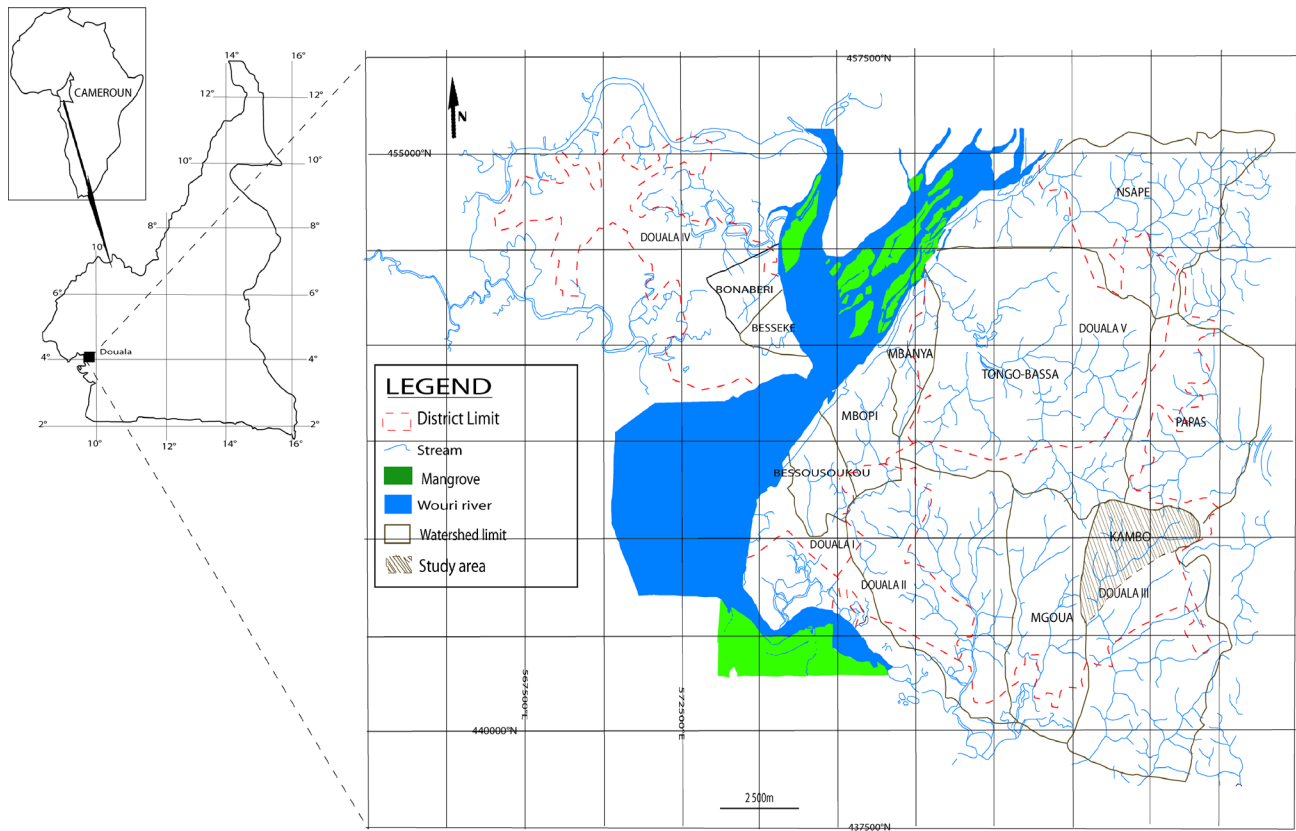 CAMEROUN
14°
16°
12°
12°
10°
10°
8°
8°
10°
6°
6°
Douala
4°
4°
2°
2°
10°
12°
14°
16°
457500°N
N
455000°N
NSAPE
DOUALA IV
BONABERI
BESSEKE
DOUALA V
MBANYA
TONGO-BASSA
MBOPI
PAPAS
BESSOUSOUKOU
KAMBO
DOUALA I
DOUALA II
DOUALA III
MGOUA
LEGEND
District Limit
Stream
Mangrove
Wouri river
Watershed limit
Study area
567500°E
572500°E
440000°N
2 500m
437500°N